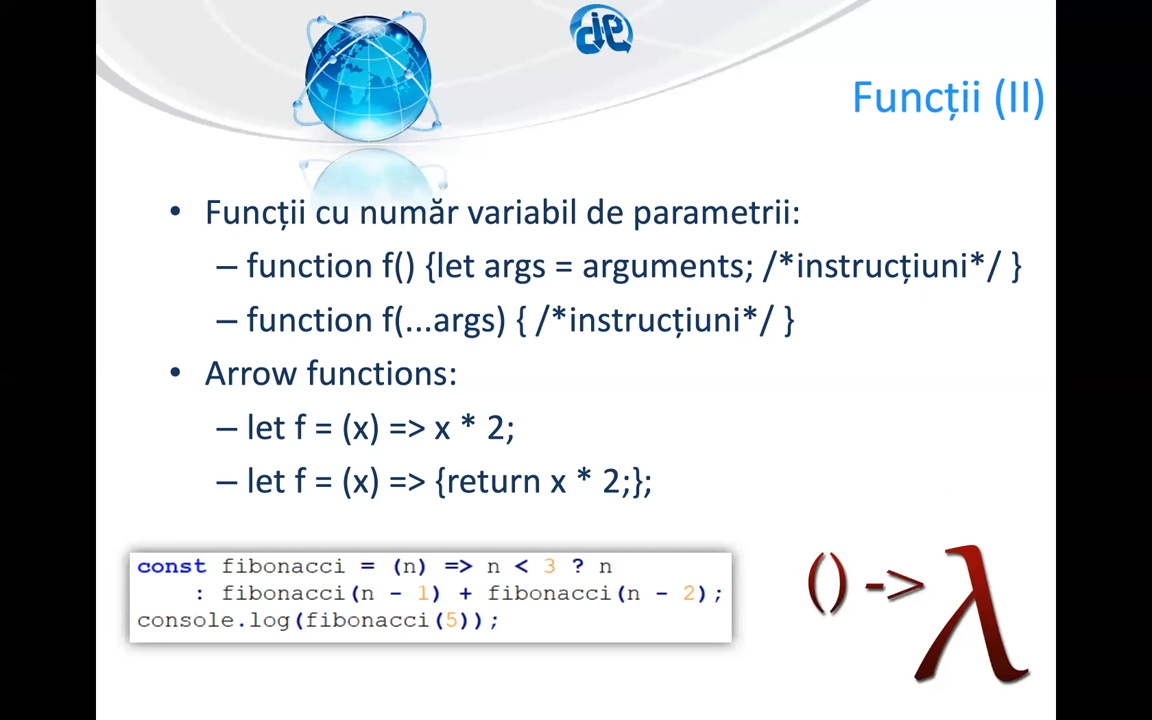 Funcții (II)
• Funcții cu număr variabil de parametrii:
– function f() {let args = arguments; /*instrucțiuni*/ }
– function f(...args) { /*instrucțiuni*/ }
• Arrow functions:
– let f = (x) => x * 2;
– let f = (x) => {return x * 2;};
const fibonacci = (n) => n < 3 ? n
: fibonacci(n - 1) + fibonacci(n - 2);
console.log(fibonacci(5));
() -> λ